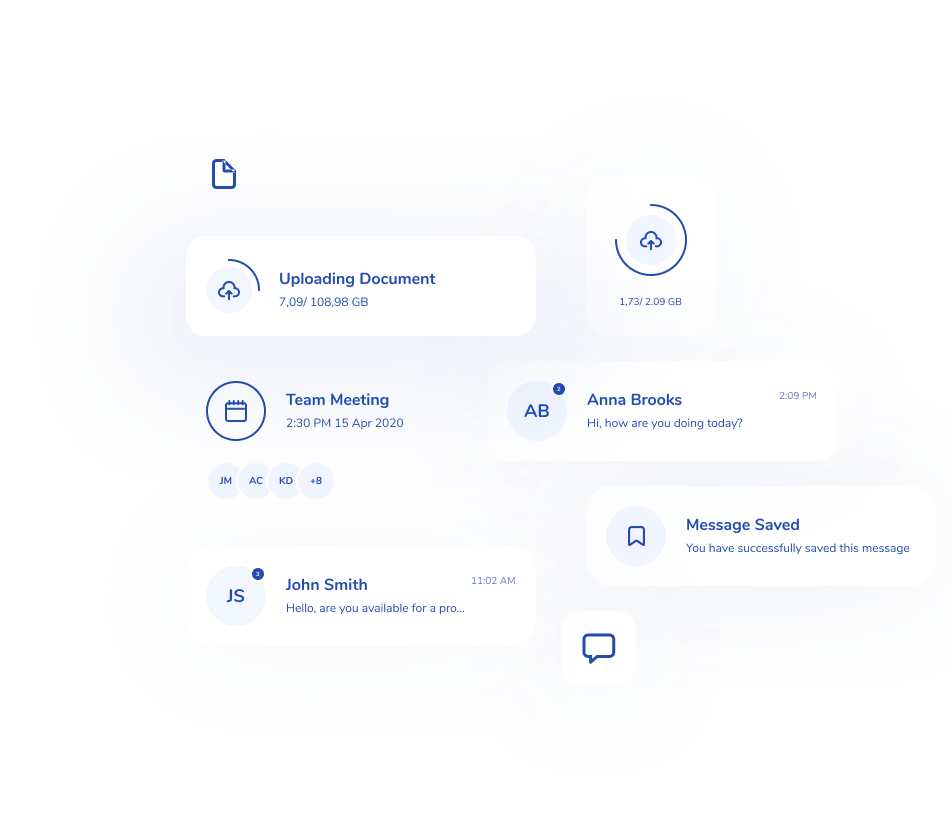 Uploading Document
7,09/ 108,98 GB
1,73/ 2.09 GB
Team Meeting
2:30 PM 15 Apr 2020
JM AC KD +8
AB
2
Anna Brooks
2:09 PM
Hi, how are you doing today?
Message Saved
You have successfully saved this message
JS
3
John Smith
11:02 AM
Hello, are you available for a pro...